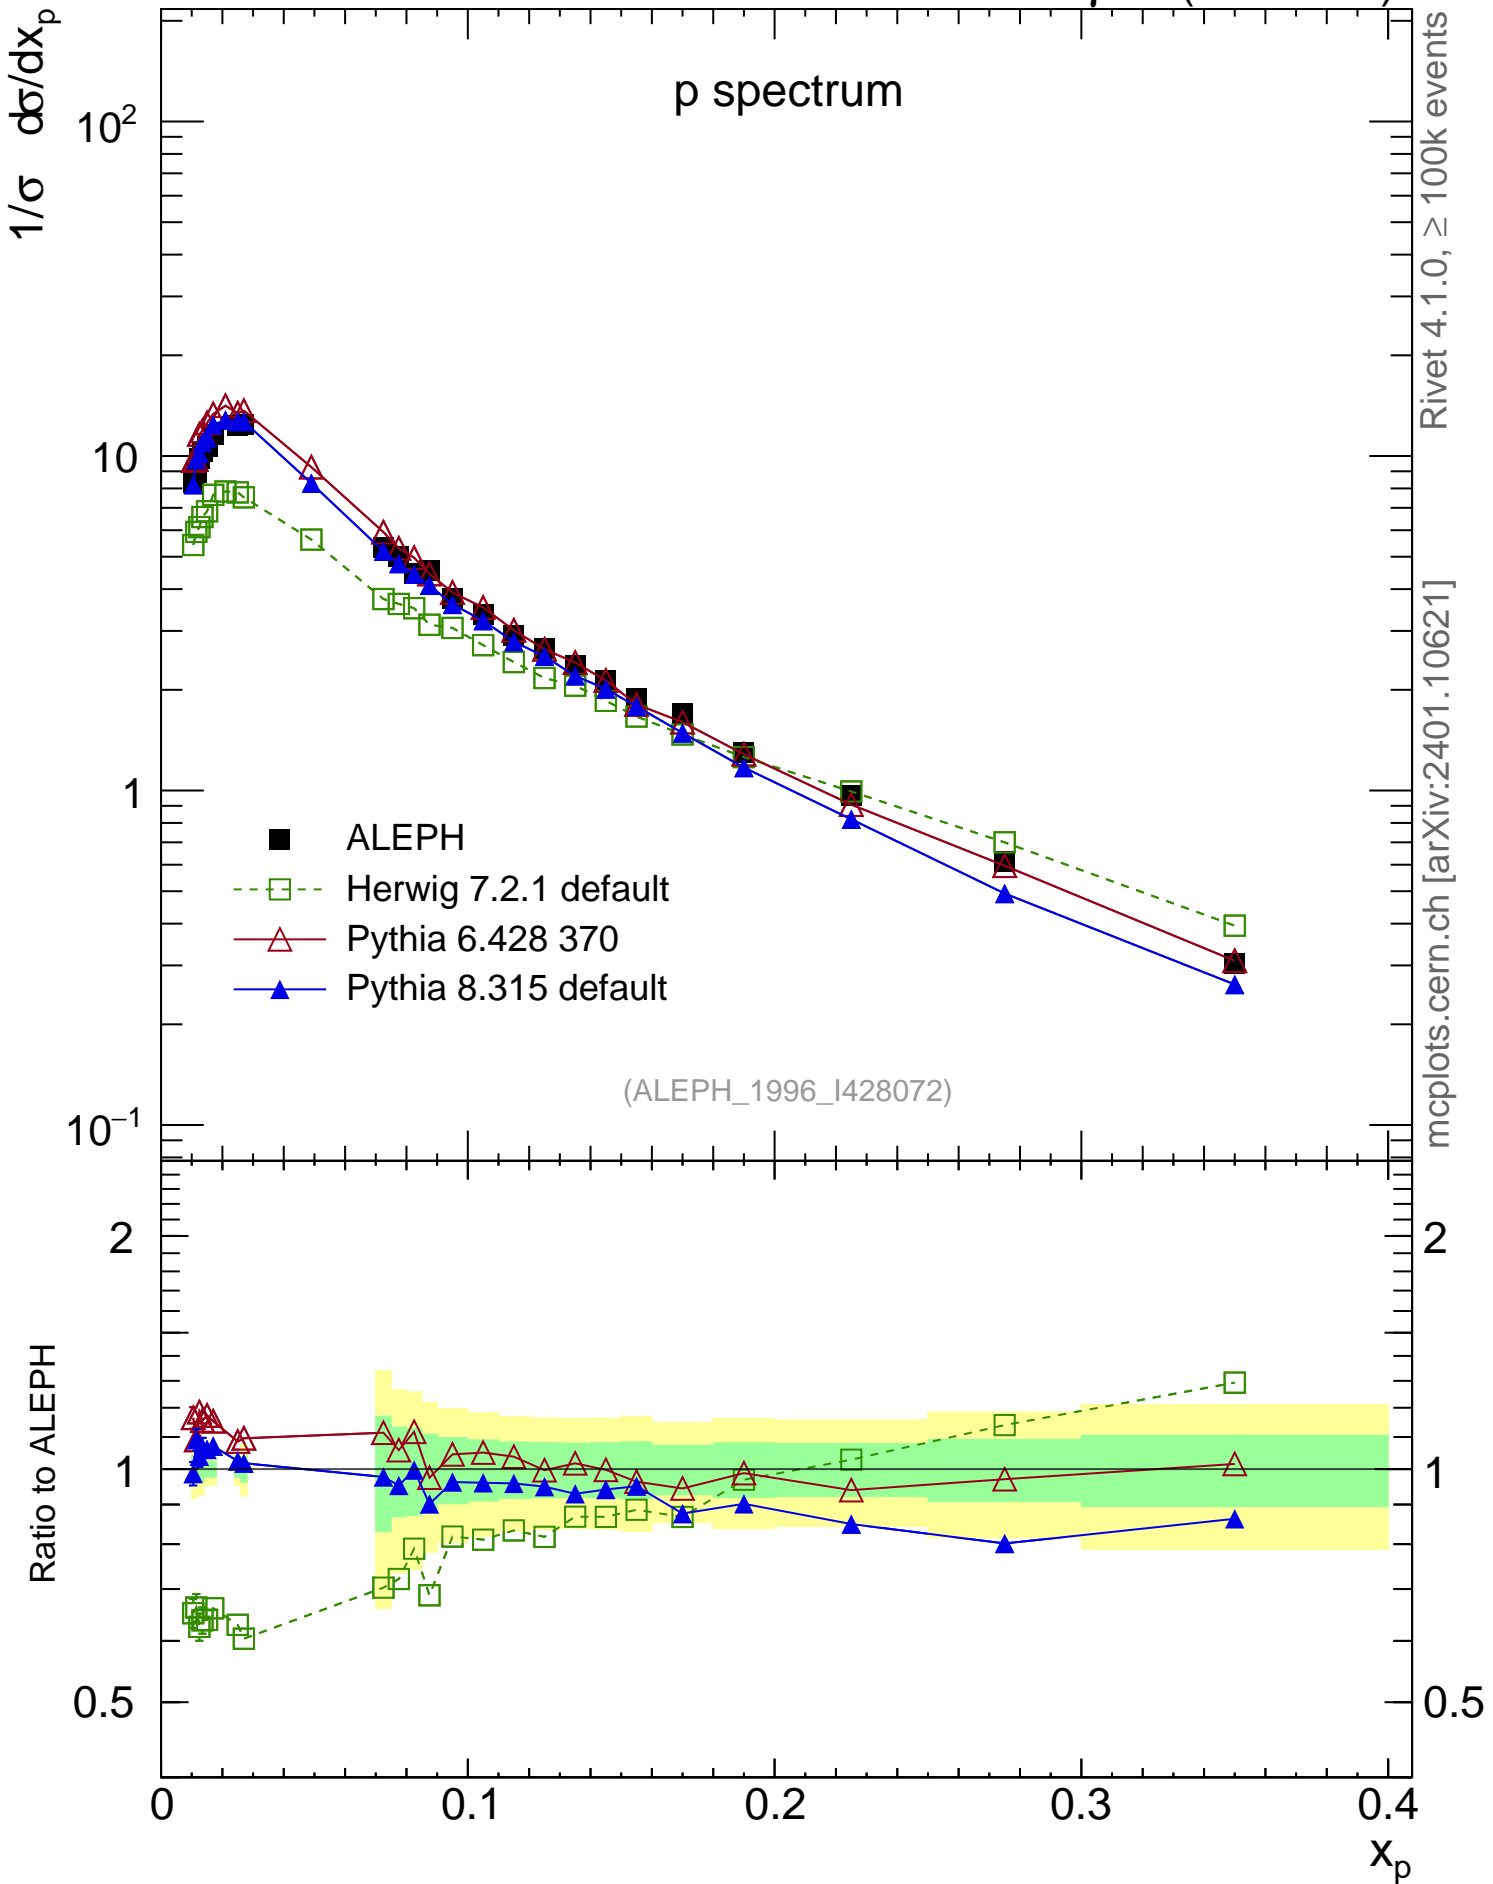 p spectrum
1/σ dσ/dx_p
10²
10
1
10⁻¹
ALEPH
Herwig 7.2.1 default
Pythia 6.428 370
Pythia 8.315 default
(ALEPH_1996_I428072)
Rivet 4.1.0, ≥ 100k events
mcplots.cern.ch [arXiv:2401.10621]
Ratio to ALEPH
2
1
0.5
2
1
0.5
0 0.1 0.2 0.3 0.4
x_p